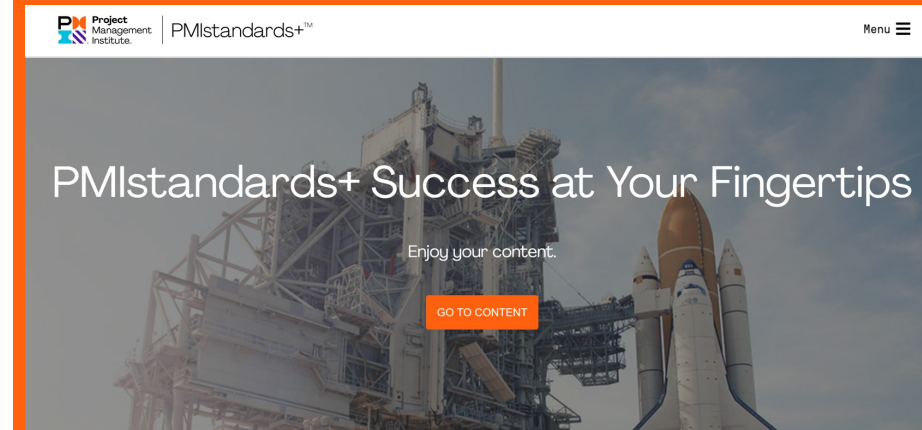 Project
Management
Institute.
PMIstandards+™
Menu
PMIstandards+ Success at Your Fingertips
Enjoy your content.
GO TO CONTENT